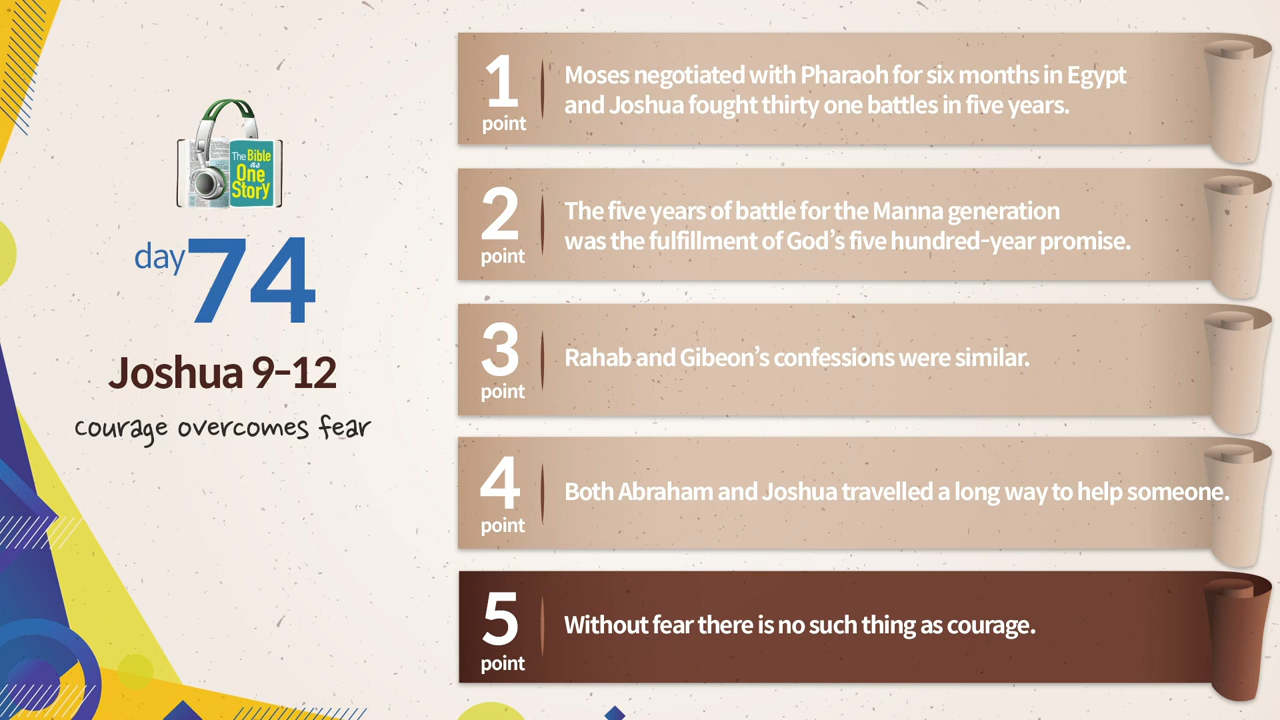 The Bible
as
One
Story
day 74
Joshua 9-12
courage overcomes fear
1
point
Moses negotiated with Pharaoh for six months in Egypt
and Joshua fought thirty one battles in five years.
2
point
The five years of battle for the Manna generation
was the fulfillment of God’s five hundred-year promise.
3
point
Rahab and Gibeon’s confessions were similar.
4
point
Both Abraham and Joshua travelled a long way to help someone.
5
point
Without fear there is no such thing as courage.